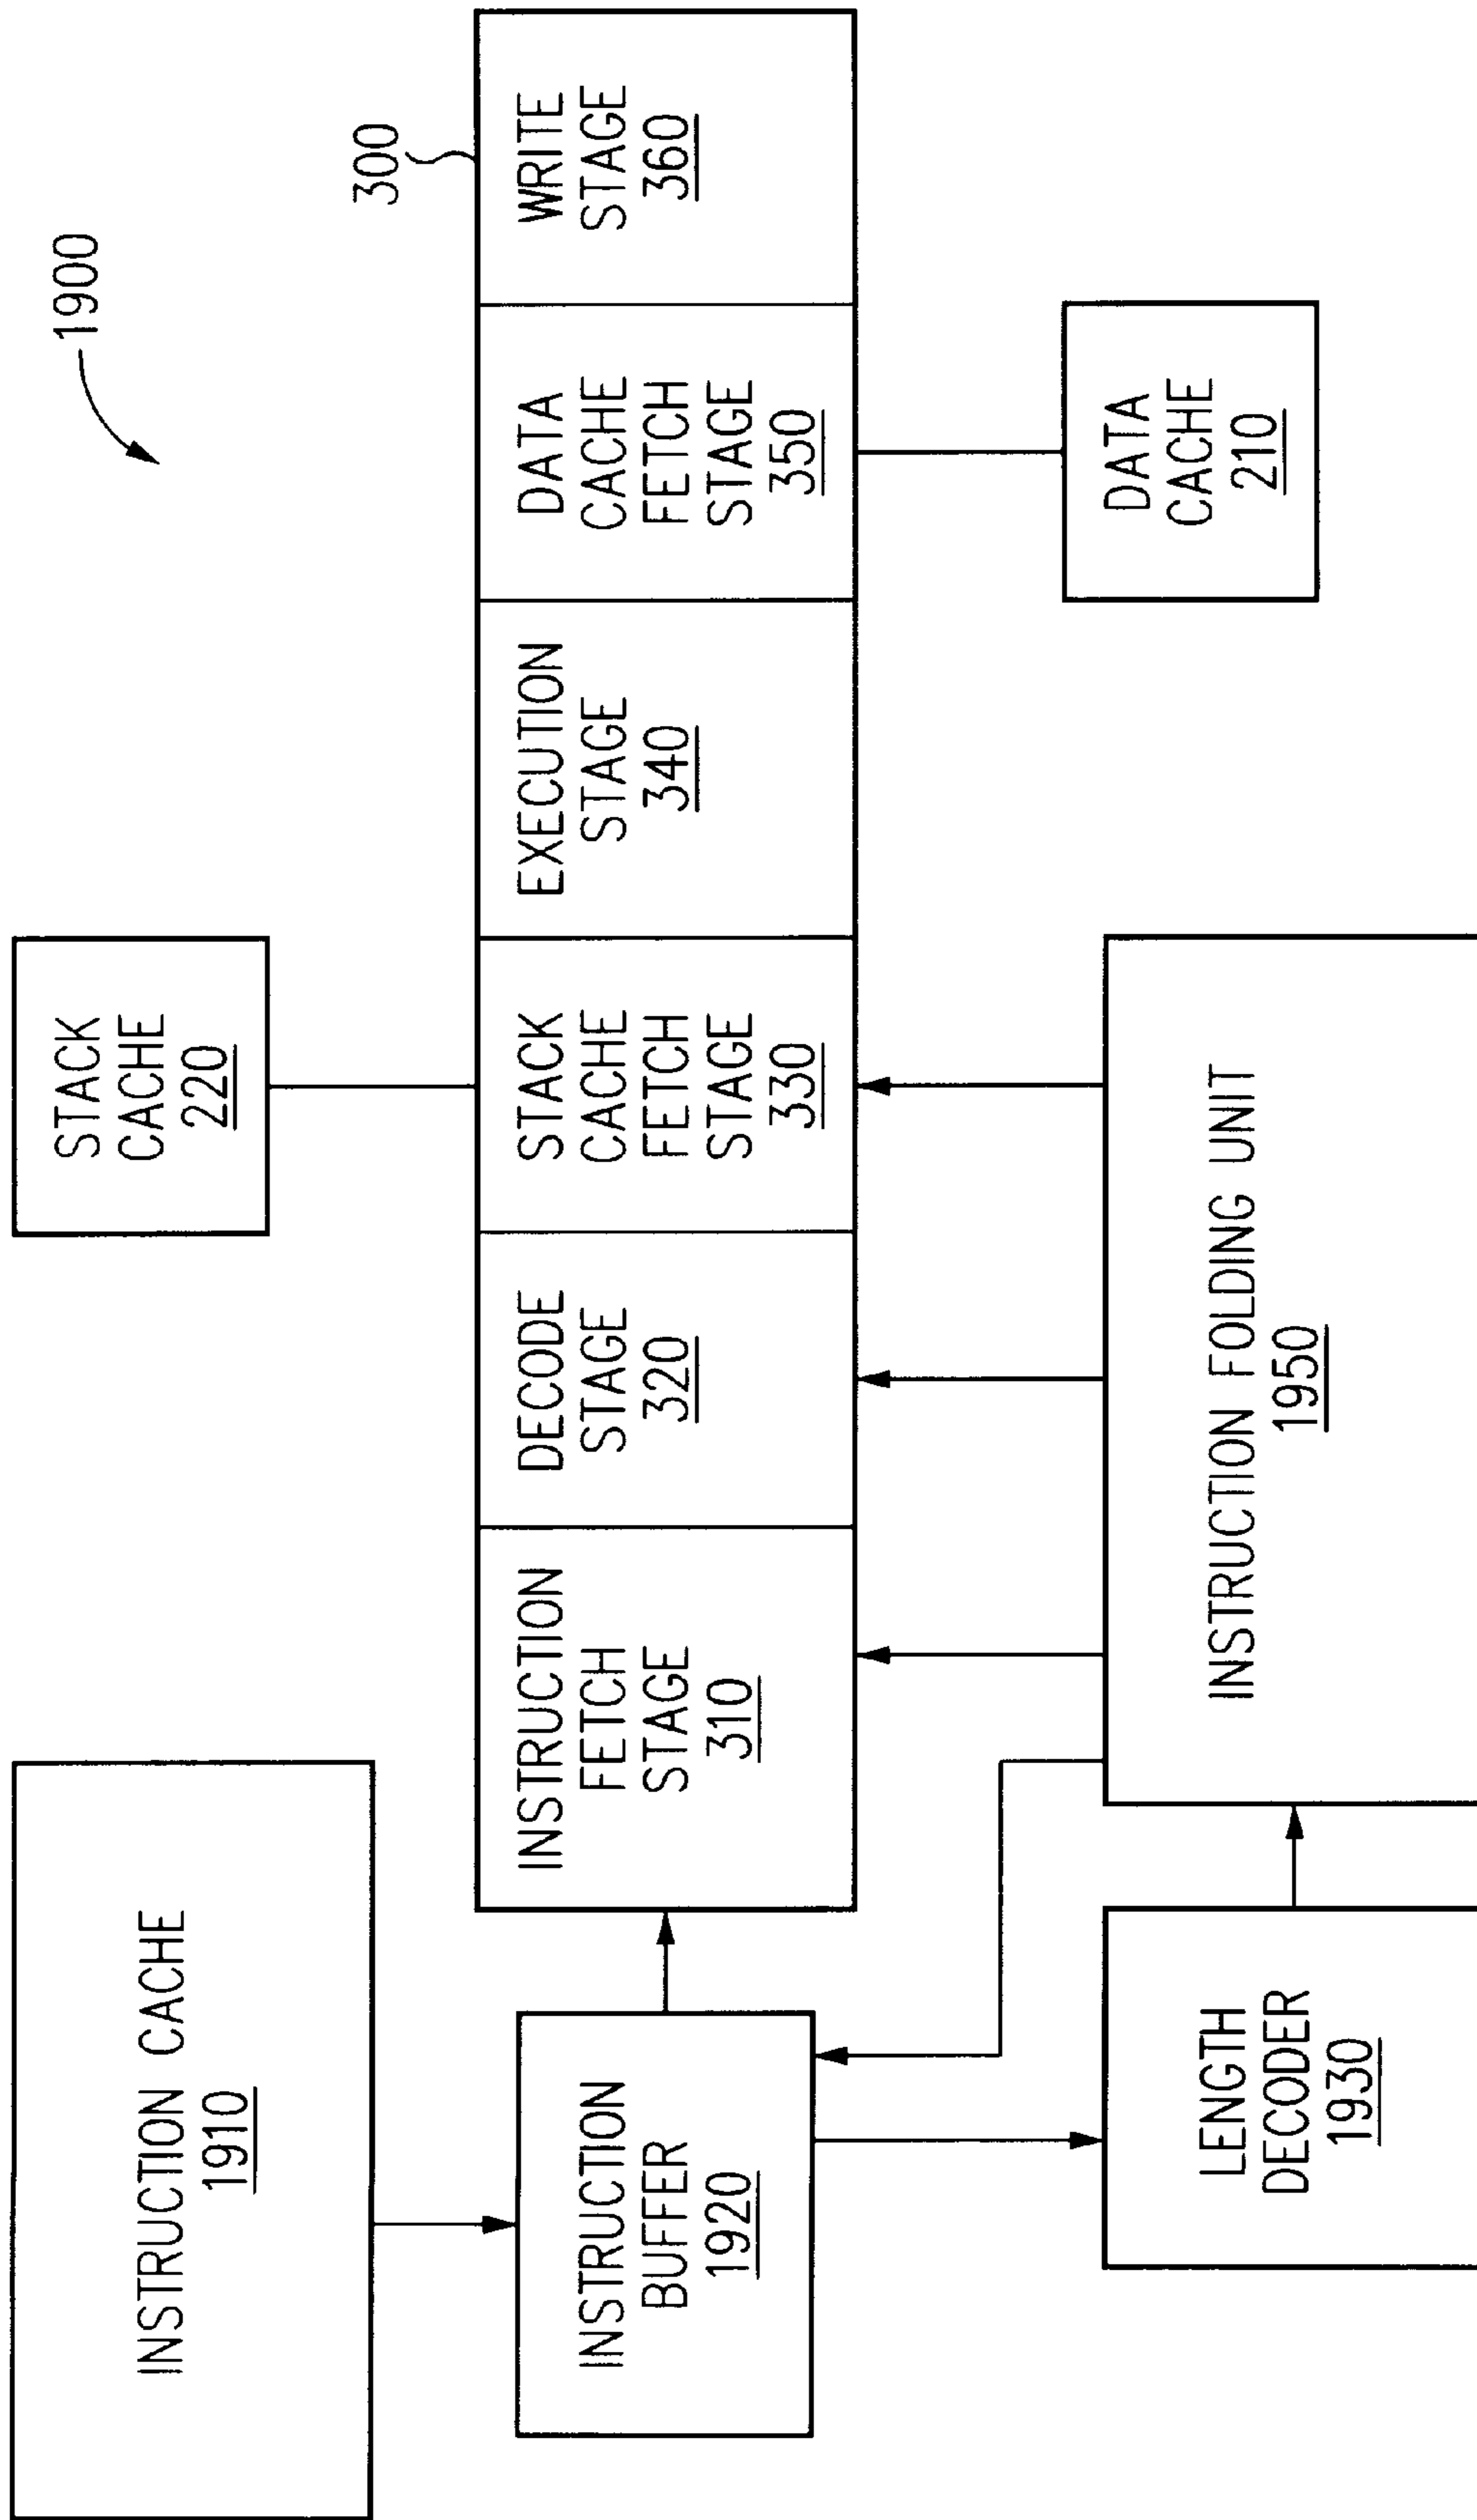 1900
300
INSTRUCTION CACHE
1910
STACK
CACHE
220
INSTRUCTION
BUFFER
1920
INSTRUCTION
FETCH
STAGE
310
DECODE
STAGE
320
STACK
CACHE
FETCH
STAGE
330
EXECUTION
STAGE
340
DATA
CACHE
FETCH
STAGE
350
WRITE
STAGE
360
LENGTH
DECODER
1930
INSTRUCTION FOLDING UNIT
1950
DATA
CACHE
210